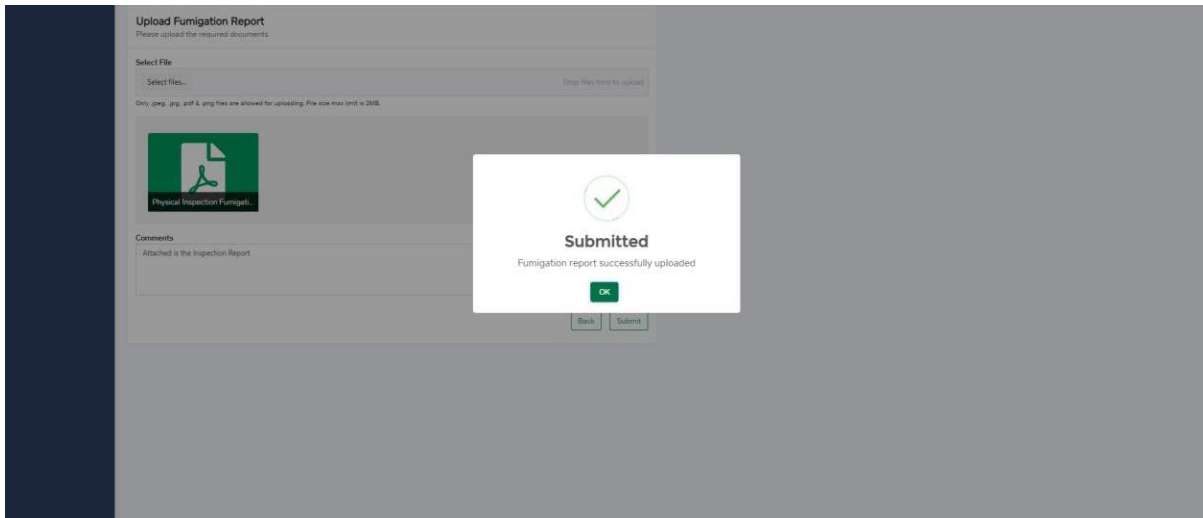 Upload Fumigation Report
Please upload the required documents.
Select File
Select files...
Drop files here to upload
Only .jpeg, .jpg, .pdf & .png files are allowed for uploading. File size max limit is 2MB.
Physical Inspection Fumigati...
Comments
Attached is the Inspection Report
Submitted
Fumigation report successfully uploaded
OK
Back
Submit